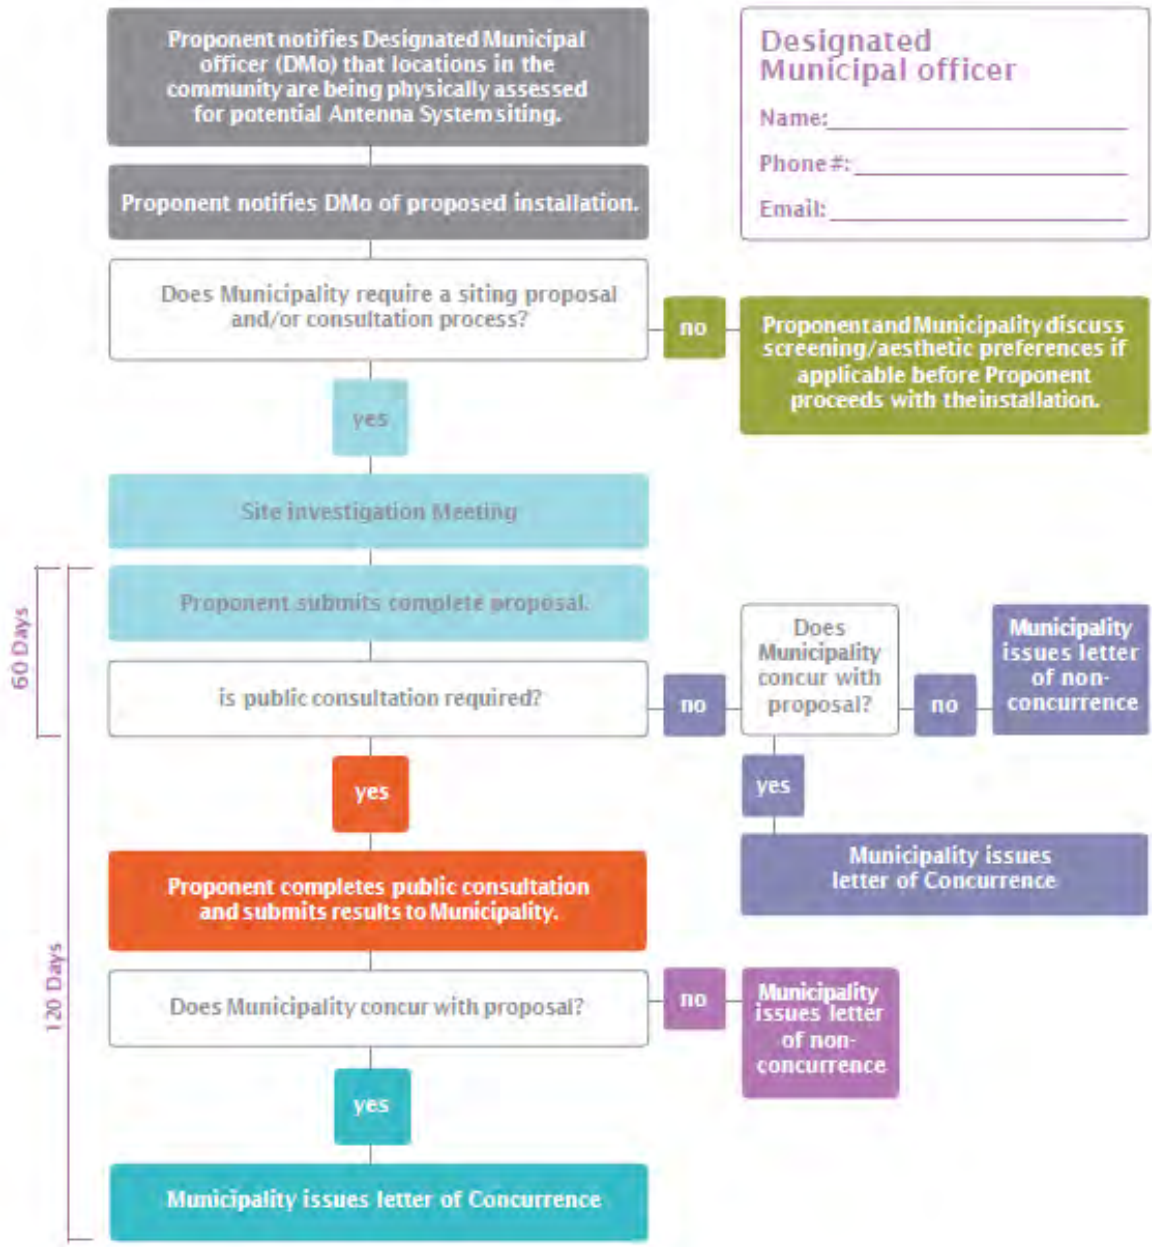 Proponent notifies Designated Municipal
officer (DMo) that locations in the
community are being physically assessed
for potential Antenna System siting.
Designated
Municipal officer
Name:
Phone #:
Email:
Proponent notifies DMo of proposed installation.
Does Municipality require a siting proposal
and/or consultation process?
no
Proponent and Municipality discuss
screening/aesthetic preferences if
applicable before Proponent
proceeds with theinstallation.
yes
Site investigation Meeting
Proponent submits complete proposal.
60 Days
is public consultation required?
no
Does
Municipality
concur with
proposal?
no
Municipality
issues letter
of non-
concurrence
yes
Municipality issues
letter of Concurrence
yes
Proponent completes public consultation
and submits results to Municipality.
120 Days
Does Municipality concur with proposal?
no
Municipality
issues letter
of non-
concurrence
yes
Municipality issues letter of Concurrence